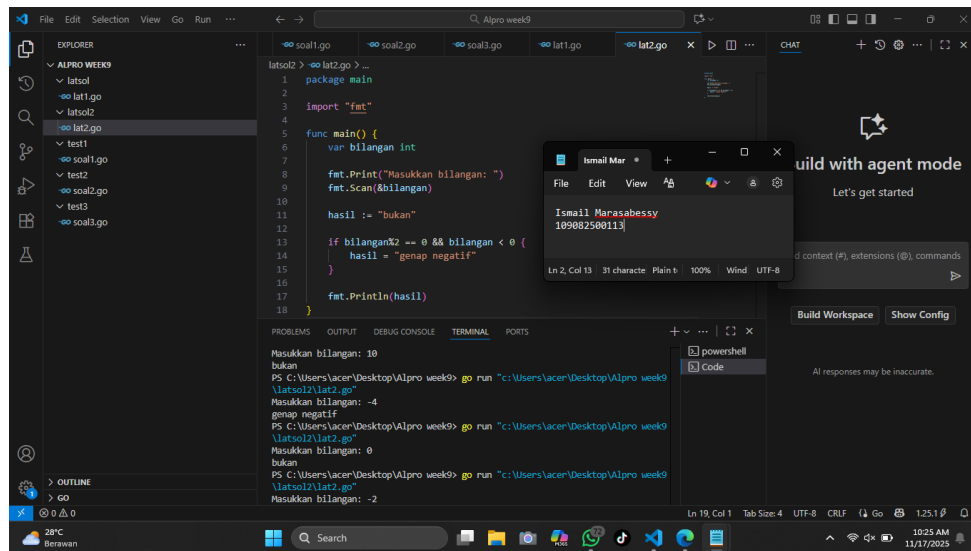 File Edit Selection View Go Run ...
Alpro week9
EXPLORER
ALPRO WEEK9
latsol
lat1.go
latsol2
lat2.go
test1
soal1.go
test2
soal2.go
test3
soal3.go
OUTLINE
GO
soal1.go soal2.go soal3.go lat1.go lat2.go
latsol2 > lat2.go > ...
1 package main
2
3 import "fmt"
4
5 func main() {
6 var bilangan int
7
8 fmt.Print("Masukkan bilangan: ")
9 fmt.Scan(&bilangan)
10
11 hasil := "bukan"
12
13 if bilangan%2 == 0 && bilangan < 0 {
14 hasil = "genap negatif"
15 }
16
17 fmt.Println(hasil)
18 }
PROBLEMS OUTPUT DEBUG CONSOLE TERMINAL PORTS
Masukkan bilangan: 10
bukan
PS C:\Users\acer\Desktop\Alpro week9> go run "c:\Users\acer\Desktop\Alpro week9
\latsol2\lat2.go"
Masukkan bilangan: -4
genap negatif
PS C:\Users\acer\Desktop\Alpro week9> go run "c:\Users\acer\Desktop\Alpro week9
\latsol2\lat2.go"
Masukkan bilangan: 0
bukan
PS C:\Users\acer\Desktop\Alpro week9> go run "c:\Users\acer\Desktop\Alpro week9
\latsol2\lat2.go"
Masukkan bilangan: -2
powershell
Code
Ismail Mar
File Edit View
Ismail Marasabessy
109082500113
Ln 2, Col 13 31 characte Plain t 100% Wind UTF-8
CHAT
uild with agent mode
Let's get started
d context (#), extensions (@), commands
Build Workspace Show Config
AI responses may be inaccurate.
0 0 Ln 19, Col 1 Tab Size: 4 UTF-8 CRLF Go 1.25.1
28°C
Berawan
Search
10:25 AM
11/17/2025